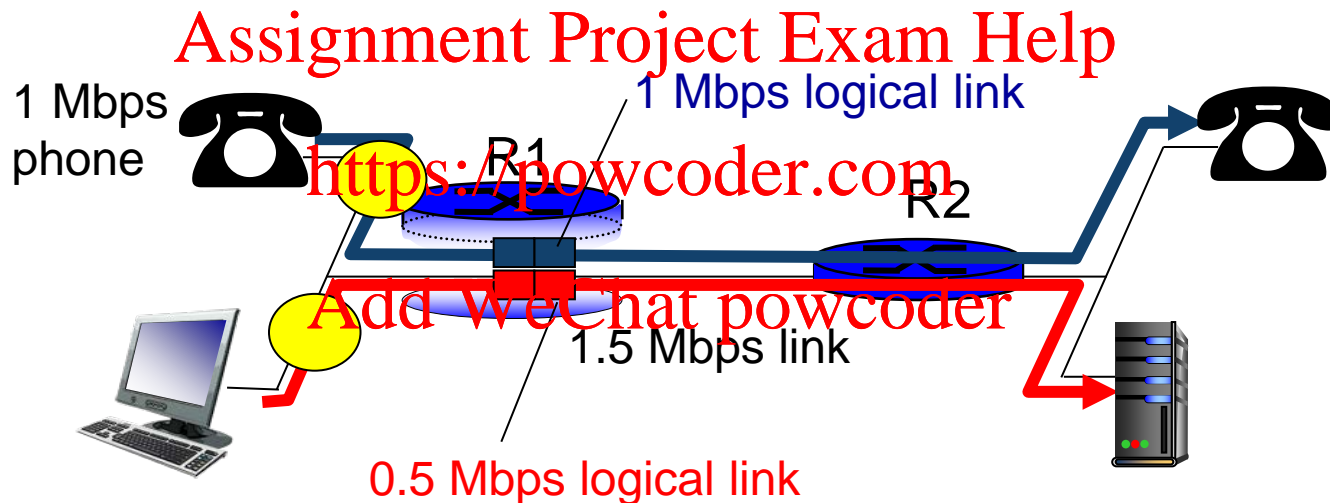 Assignment Project Exam Help
1 Mbps
phone
1 Mbps logical link
R1
https://powcoder.com
R2
Add WeChat powcoder
1.5 Mbps link
0.5 Mbps logical link